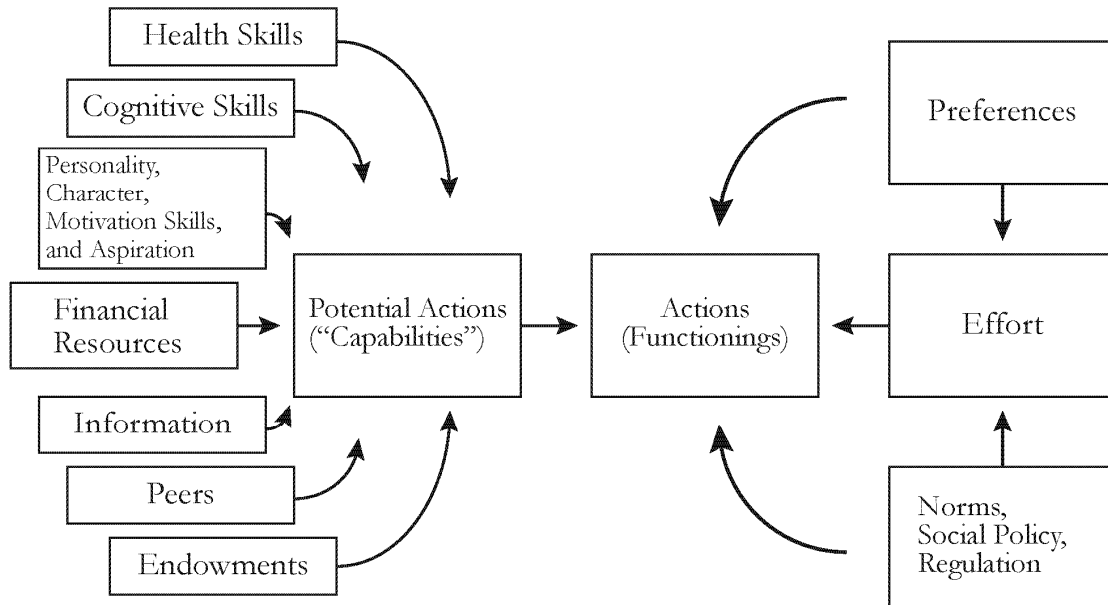 Health Skills
Cognitive Skills
Personality,
Character,
Motivation Skills,
and Aspiration
Financial
Resources
Information
Peers
Endowments
Potential Actions
(“Capabilities”)
Actions
(Functionings)
Preferences
Effort
Norms,
Social Policy,
Regulation